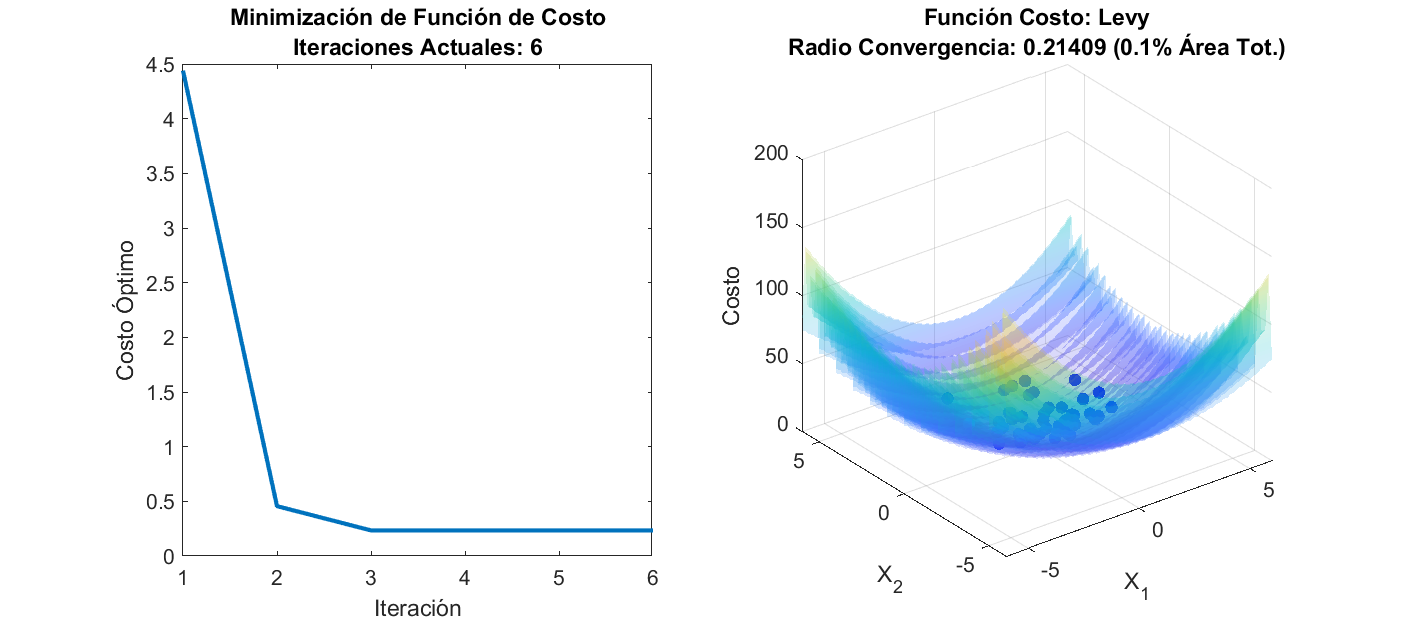 Minimización de Función de Costo
Iteraciones Actuales: 6
4.5
4
3.5
3
2.5
2
1.5
1
0.5
0
Costo Óptimo
1 2 3 4 5 6
Iteración
Función Costo: Levy
Radio Convergencia: 0.21409 (0.1% Área Tot.)
200
150
100
50
0
Costo
5
0
-5
X₂
-5
0
5
X₁